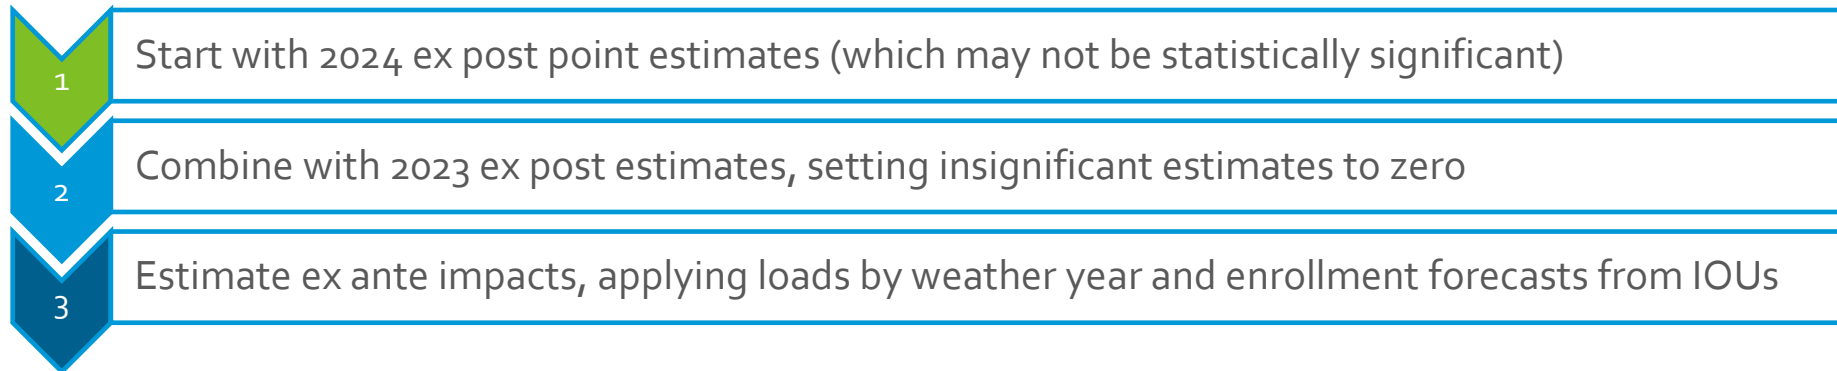 1
Start with 2024 ex post point estimates (which may not be statistically significant)
2
Combine with 2023 ex post estimates, setting insignificant estimates to zero
3
Estimate ex ante impacts, applying loads by weather year and enrollment forecasts from IOUs